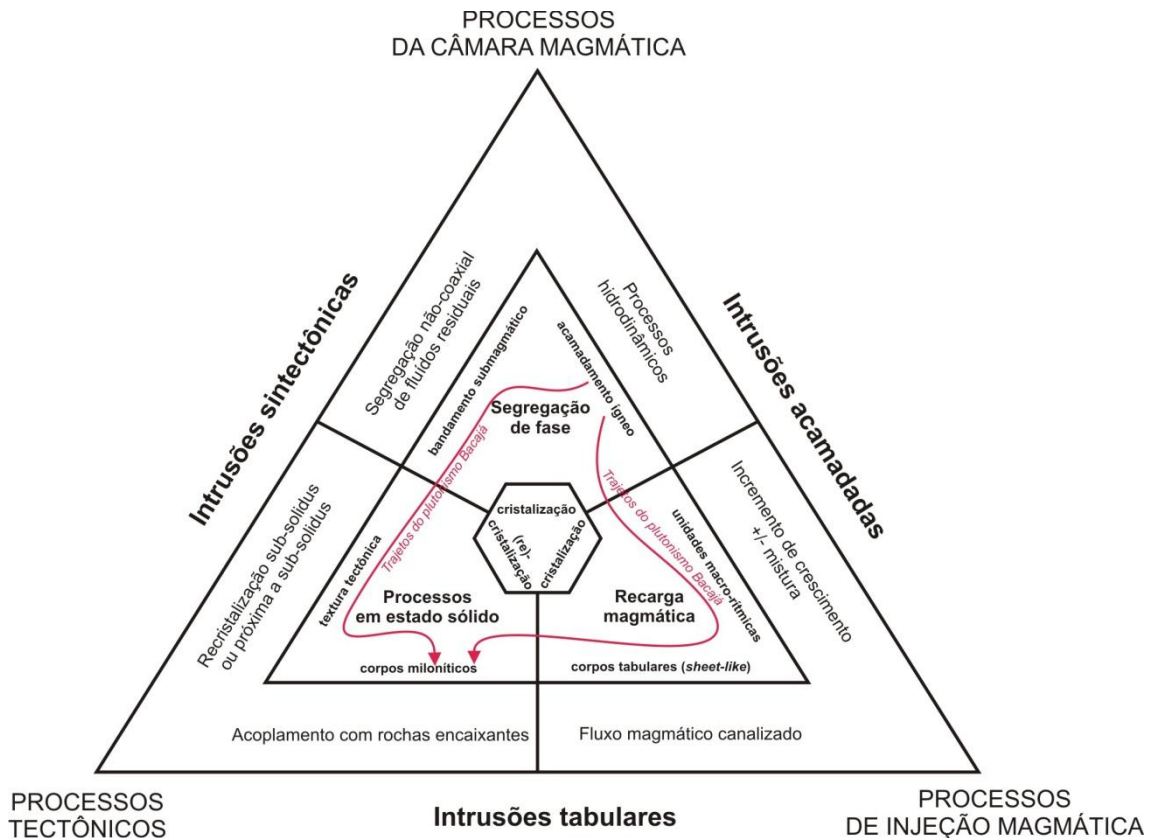 PROCESSOS
DA CÂMARA MAGMÁTICA
Intrusões sintectônicas
Segregação não-coaxial
de fluídos residuais
Processos
hidrodinâmicos
Intrusões acamadadas
bandamento submagmático
acamadamento ígneo
Segregação
de fase
Trajetos do plutonismo Bacajá
Trajetos do plutonismo Bacajá
cristalização
(re)-
cristalização
cristalização
Recristalização sub-solidus
ou próxima a sub-solidus
textura tectônica
unidades macro-rítmicas
Incremento de crescimento
+/- mistura
Processos
em estado sólido
Recarga
magmática
corpos miloníticos
corpos tabulares (sheet-like)
Acoplamento com rochas encaixantes
Fluxo magmático canalizado
PROCESSOS
TECTÔNICOS
Intrusões tabulares
PROCESSOS
DE INJEÇÃO MAGMÁTICA